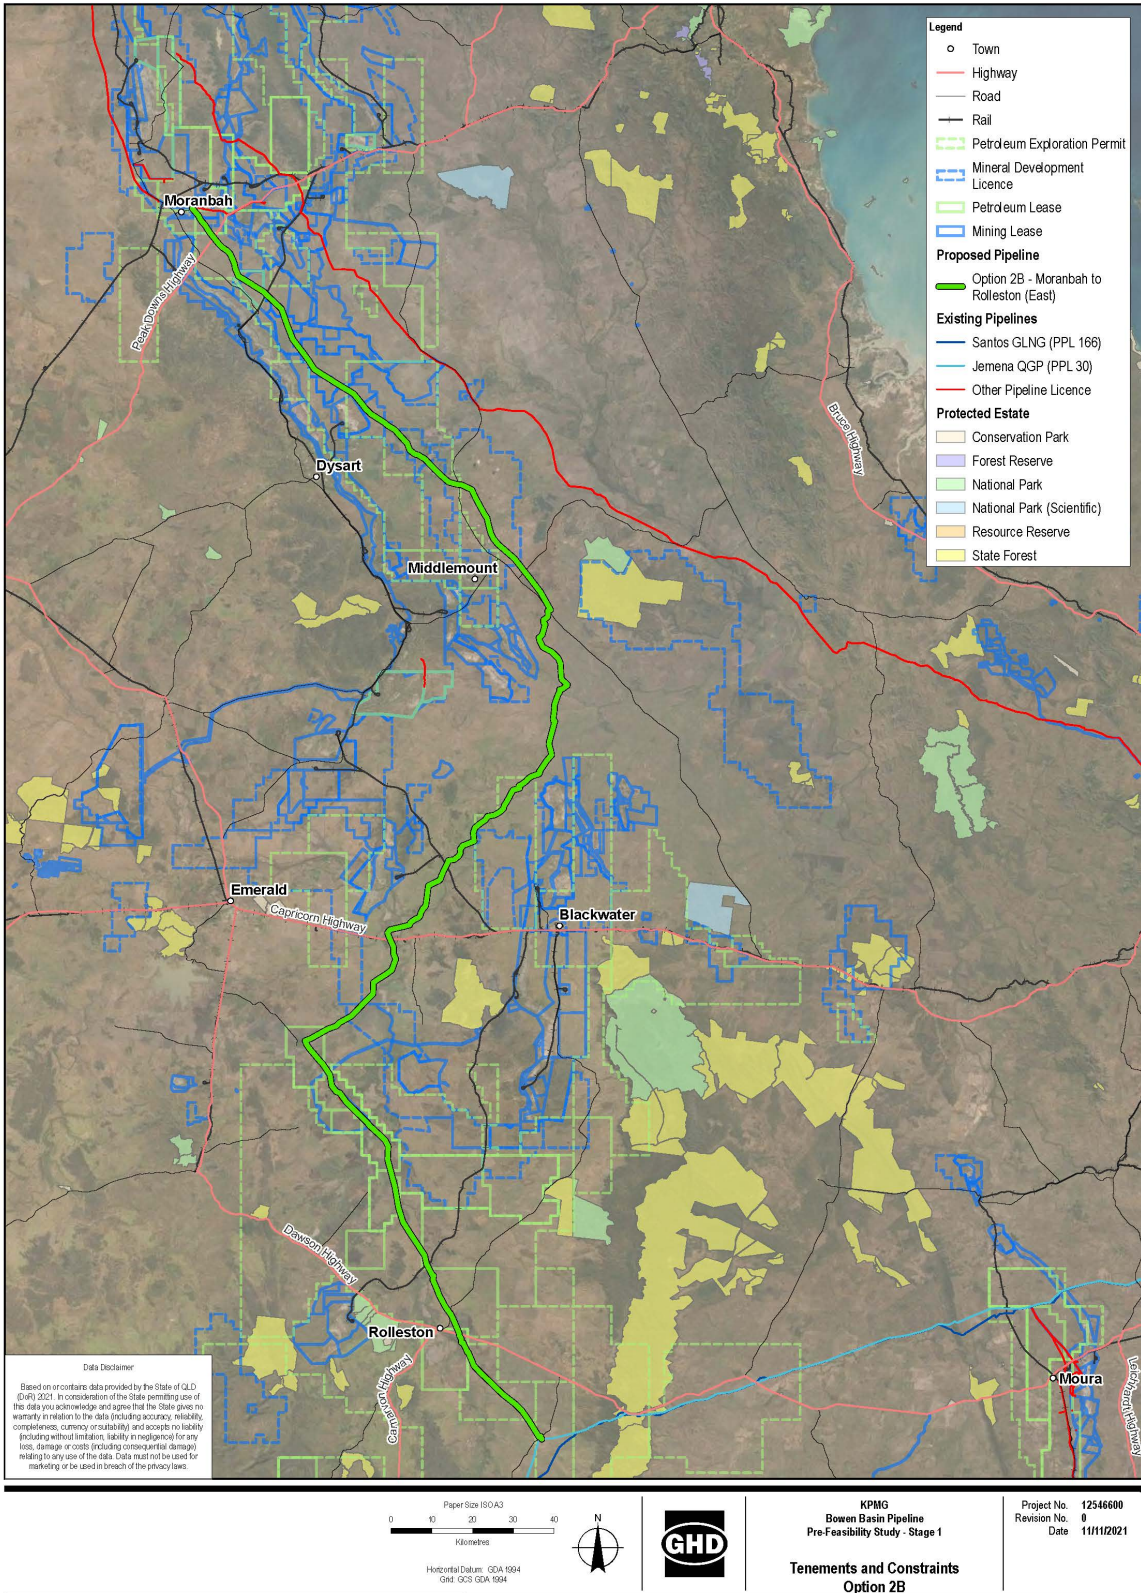 Legend
Town
Highway
Road
Rail
Petroleum Exploration Permit
Mineral Development
Licence
Petroleum Lease
Mining Lease
Proposed Pipeline
Option 2B - Moranbah to
Rolleston (East)
Existing Pipelines
Santos GLNG (PPL 166)
Jemena QGP (PPL 30)
Other Pipeline Licence
Protected Estate
Conservation Park
Forest Reserve
National Park
National Park (Scientific)
Resource Reserve
State Forest
Moranbah
Peak Downs Highway
Bruce Highway
Dysart
Middlemount
Emerald
Capricorn Highway
Blackwater
Dawson Highway
Rolleston
Carnarvon Highway
Moura
Leichhardt Highway
Data Disclaimer
Based on or contains data provided by the State of QLD
(DoR) 2021. In consideration of the State permitting use of
this data you acknowledge and agree that the State gives no
warranty in relation to the data (including accuracy, reliability,
completeness, currency or suitability) and accepts no liability
(including without limitation, liability in negligence) for any
loss, damage or costs (including consequential damage)
relating to any use of the data. Data must not be used for
marketing or be used in breach of the privacy laws.
Paper Size ISO A3
0 10 20 30 40
Kilometres
Horizontal Datum: GDA 1994
Grid: GCS GDA 1994
N
GHD
KPMG
Bowen Basin Pipeline
Pre-Feasibility Study - Stage 1
Tenements and Constraints
Option 2B
Project No. 12546600
Revision No. 0
Date 11/11/2021